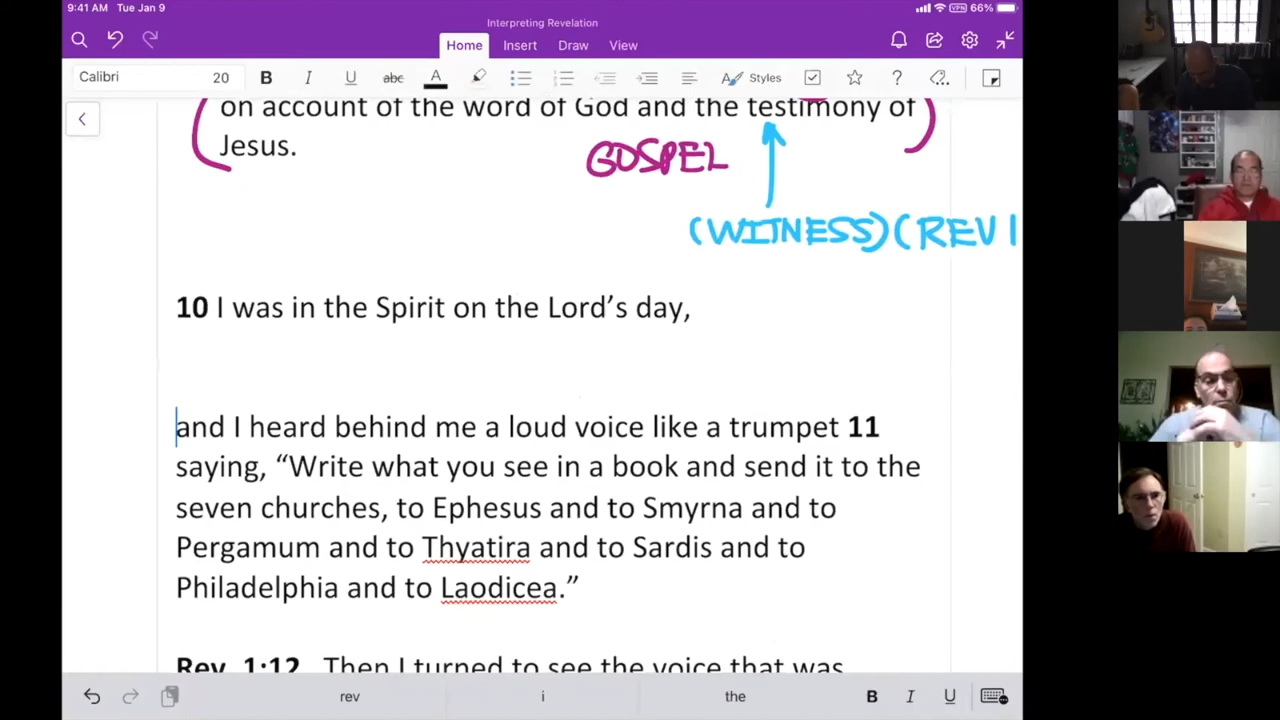 9:41 AM Tue Jan 9
VPN 66%
Interpreting Revelation
Home Insert Draw View
Calibri 20 B I U abc A Styles ?
on account of the word of God and the testimony of
Jesus.
GOSPEL
(WITNESS) (REV 1
10 I was in the Spirit on the Lord’s day,
and I heard behind me a loud voice like a trumpet 11
saying, “Write what you see in a book and send it to the
seven churches, to Ephesus and to Smyrna and to
Pergamum and to Thyatira and to Sardis and to
Philadelphia and to Laodicea.”
Rev. 1:12 Then I turned to see the voice that was
rev i the B I U